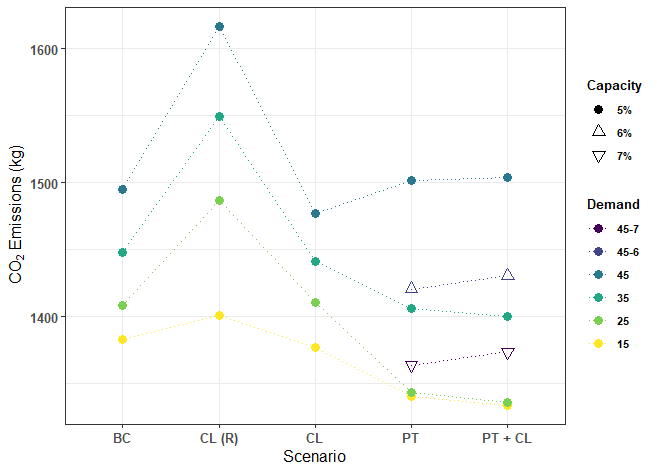 1600
1500
1400
CO2 Emissions (kg)
BC
CL (R)
CL
PT
PT + CL
Scenario
Capacity
5%
6%
7%
Demand
45-7
45-6
45
35
25
15